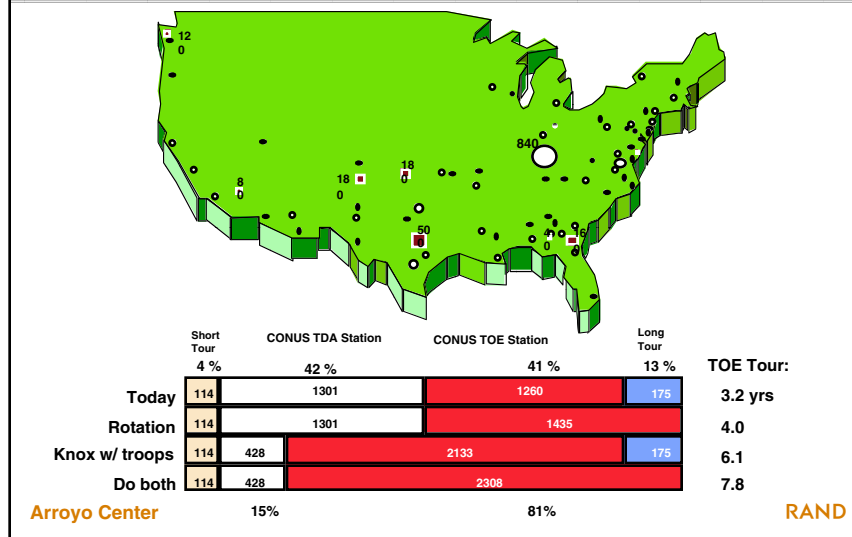 12
0
840
18
0
18
0
8
0
50
0
4
0
16
0
Short
Tour
CONUS TDA Station
CONUS TOE Station
Long
Tour
4 %
42 %
41 %
13 %
TOE Tour:
Today
114
1301
1260
175
3.2 yrs
Rotation
114
1301
1435
4.0
Knox w/ troops
114
428
2133
175
6.1
Do both
114
428
2308
7.8
Arroyo Center
15%
81%
RAND